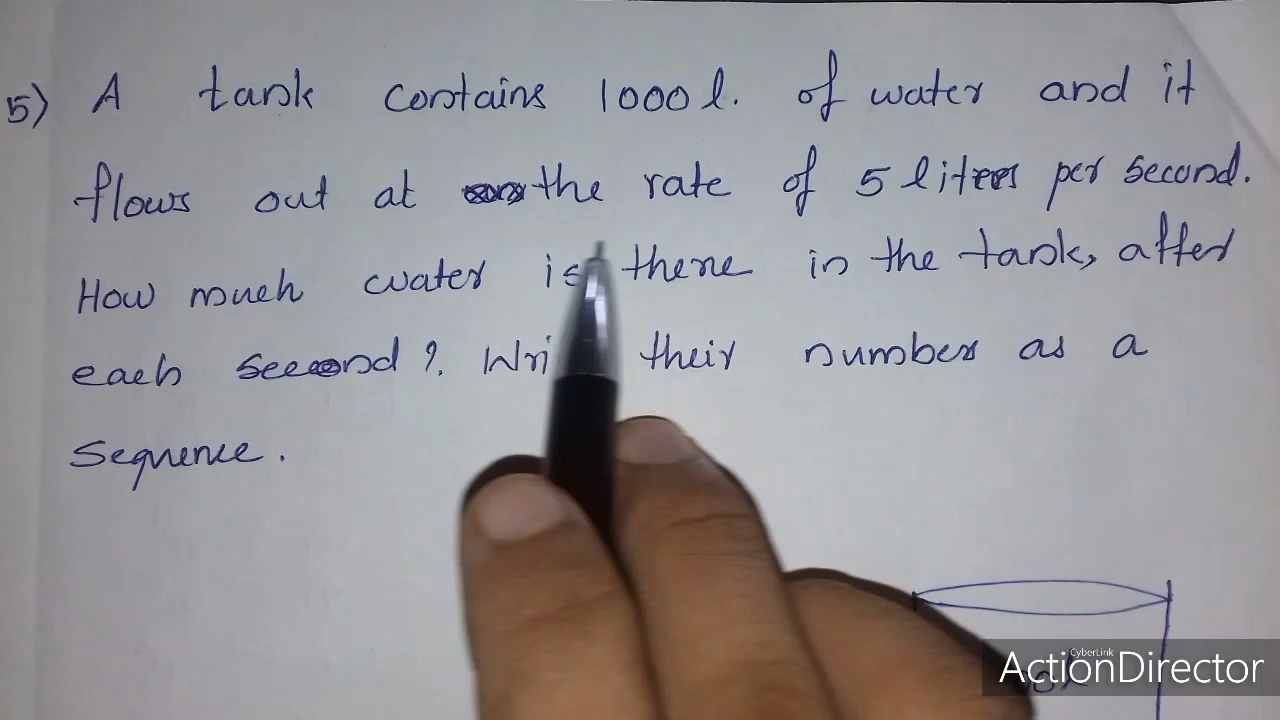 5) A tank contains 1000 l. of water and it
flows out at the rate of 5 liters per second.
How much water is there in the tank, after
each second? Wri their number as a
sequence.
CyberLink
ActionDirector